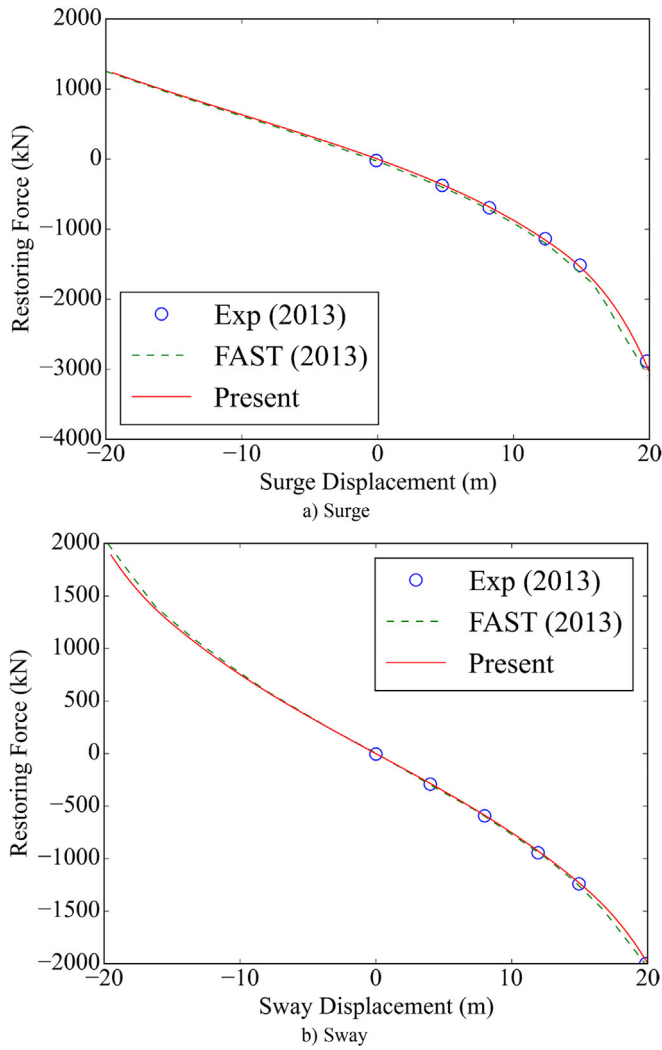 2000
1000
0
−1000
−2000
−3000
−4000
Restoring Force (kN)
Exp (2013)
FAST (2013)
Present
−20 −10 0 10 20
Surge Displacement (m)
a) Surge
2000
1500
1000
500
0
−500
−1000
−1500
−2000
Restoring Force (kN)
Exp (2013)
FAST (2013)
Present
−20 −10 0 10 20
Sway Displacement (m)
b) Sway